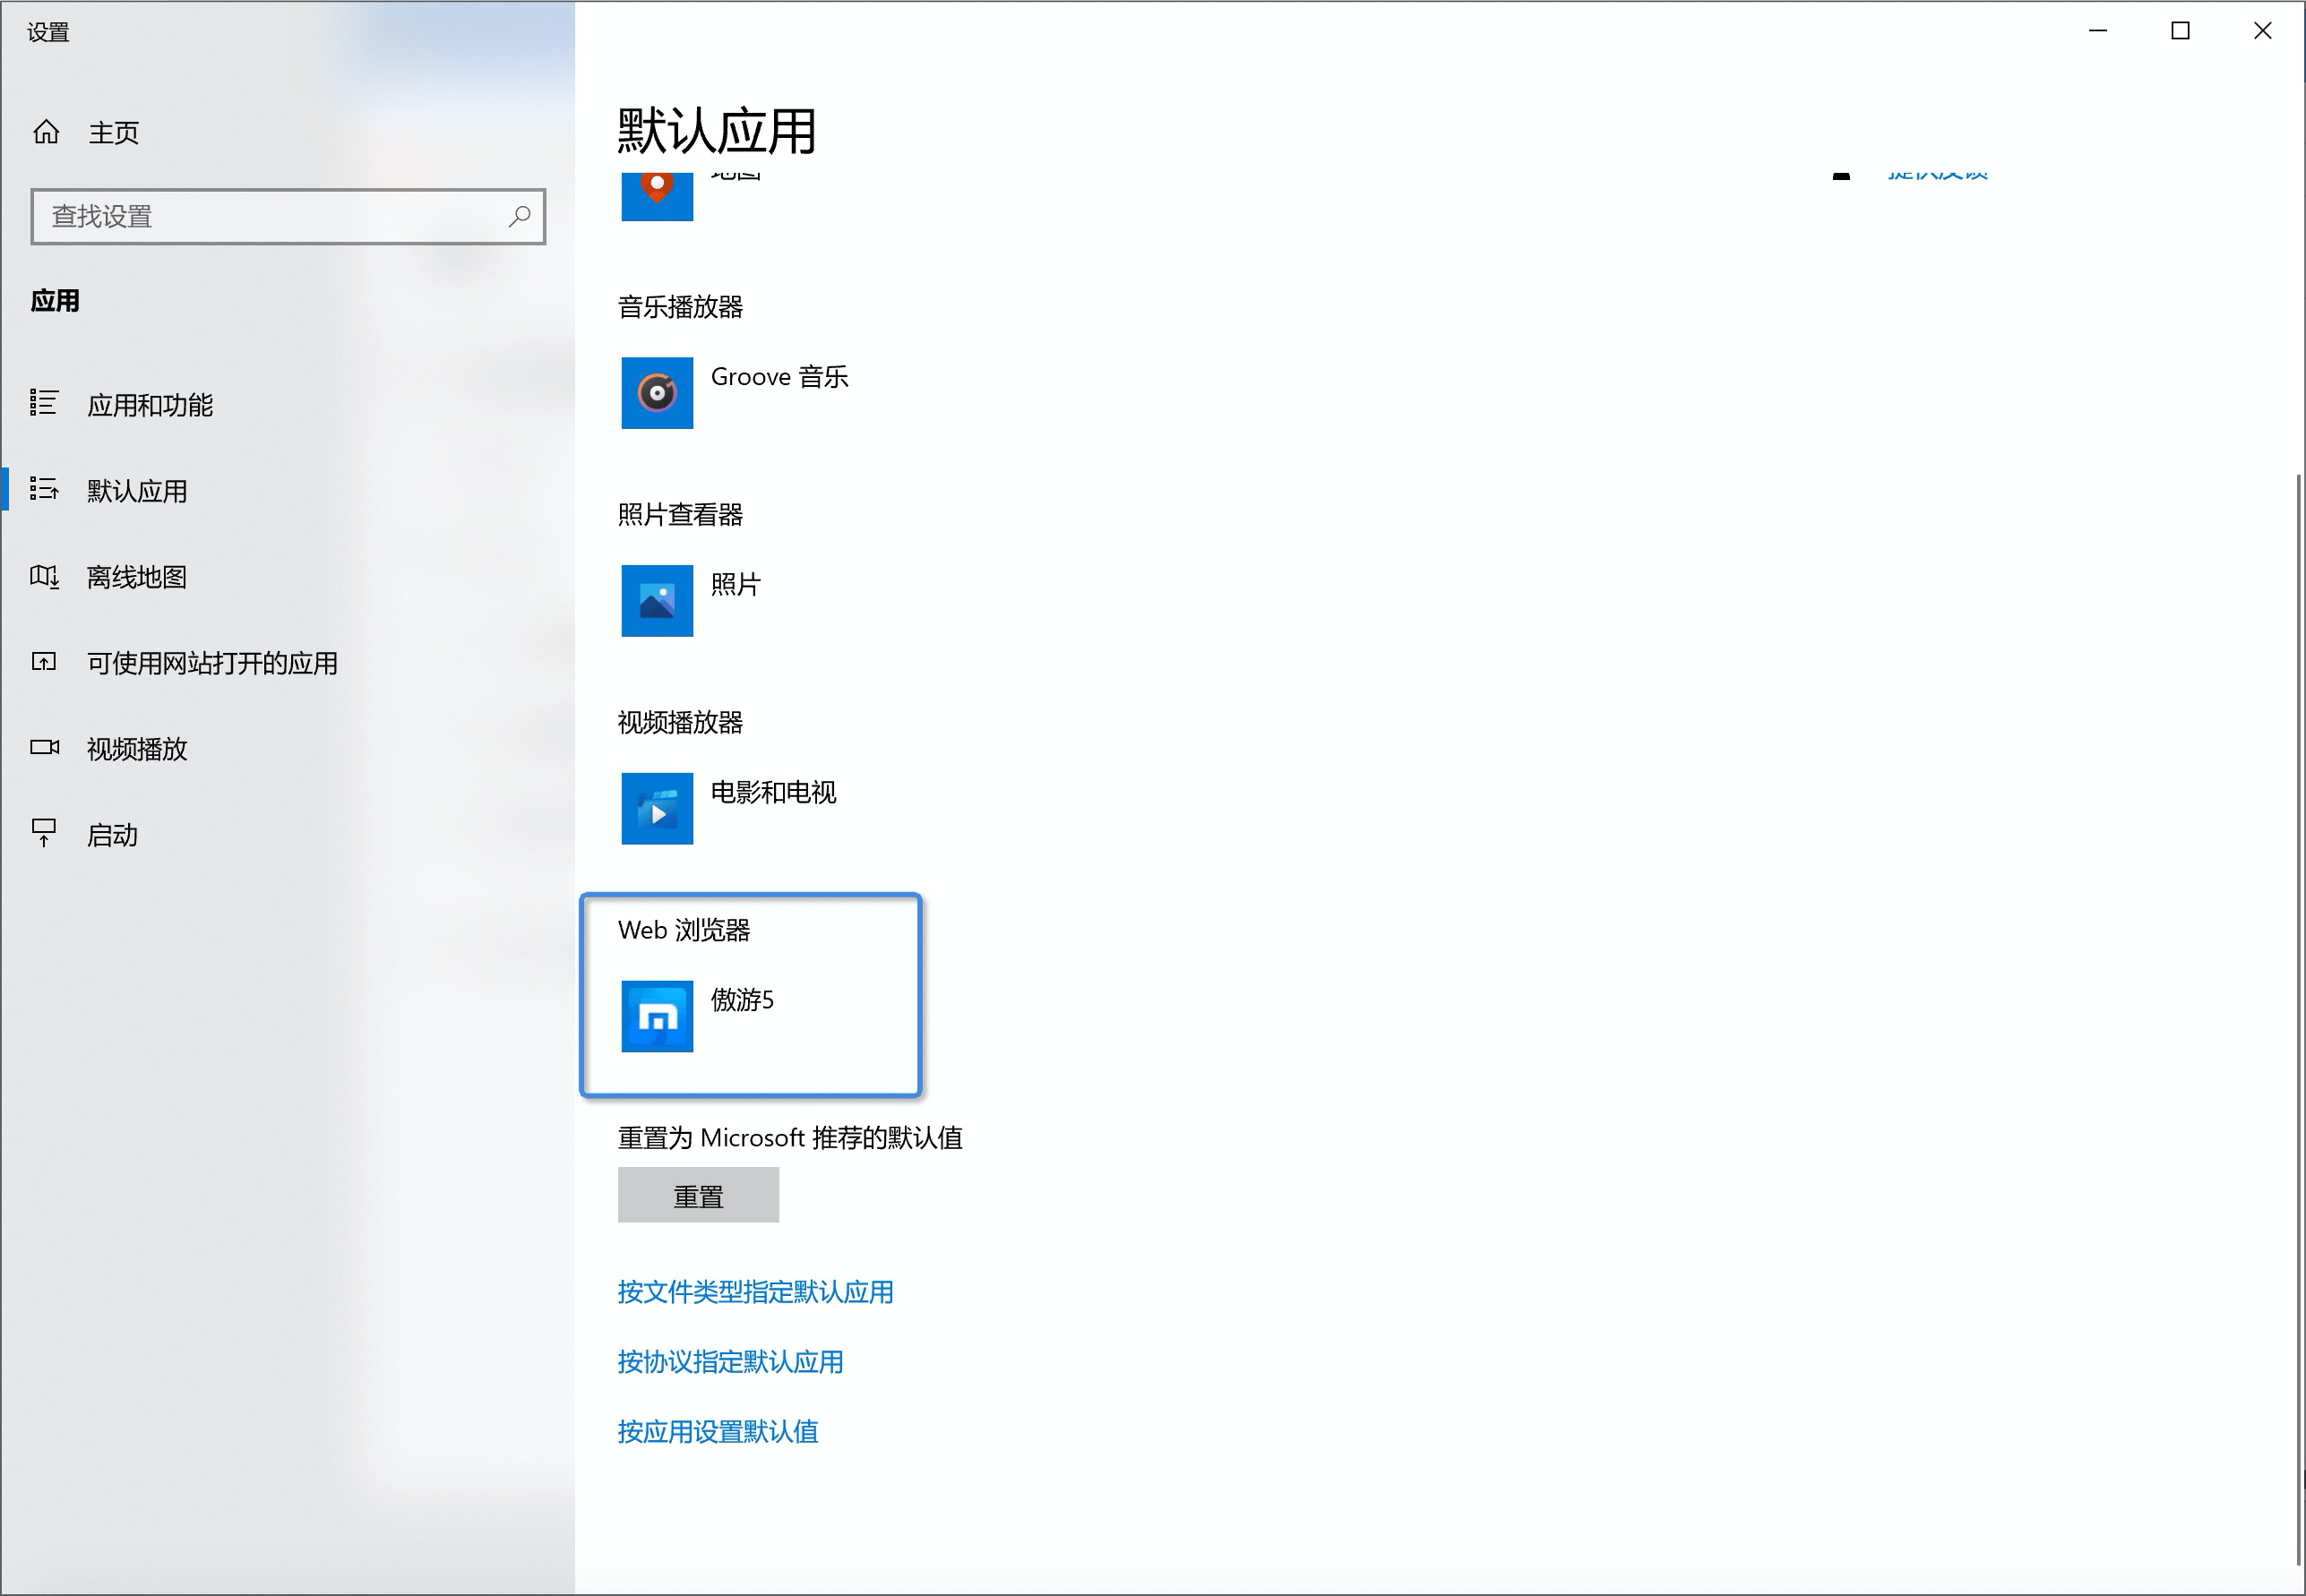 设置
主页
查找设置
应用
应用和功能
默认应用
离线地图
可使用网站打开的应用
视频播放
启动
默认应用
地图
提供反馈
音乐播放器
Groove 音乐
照片查看器
照片
视频播放器
电影和电视
Web 浏览器
傲游5
重置为 Microsoft 推荐的默认值
重置
按文件类型指定默认应用
按协议指定默认应用
按应用设置默认值